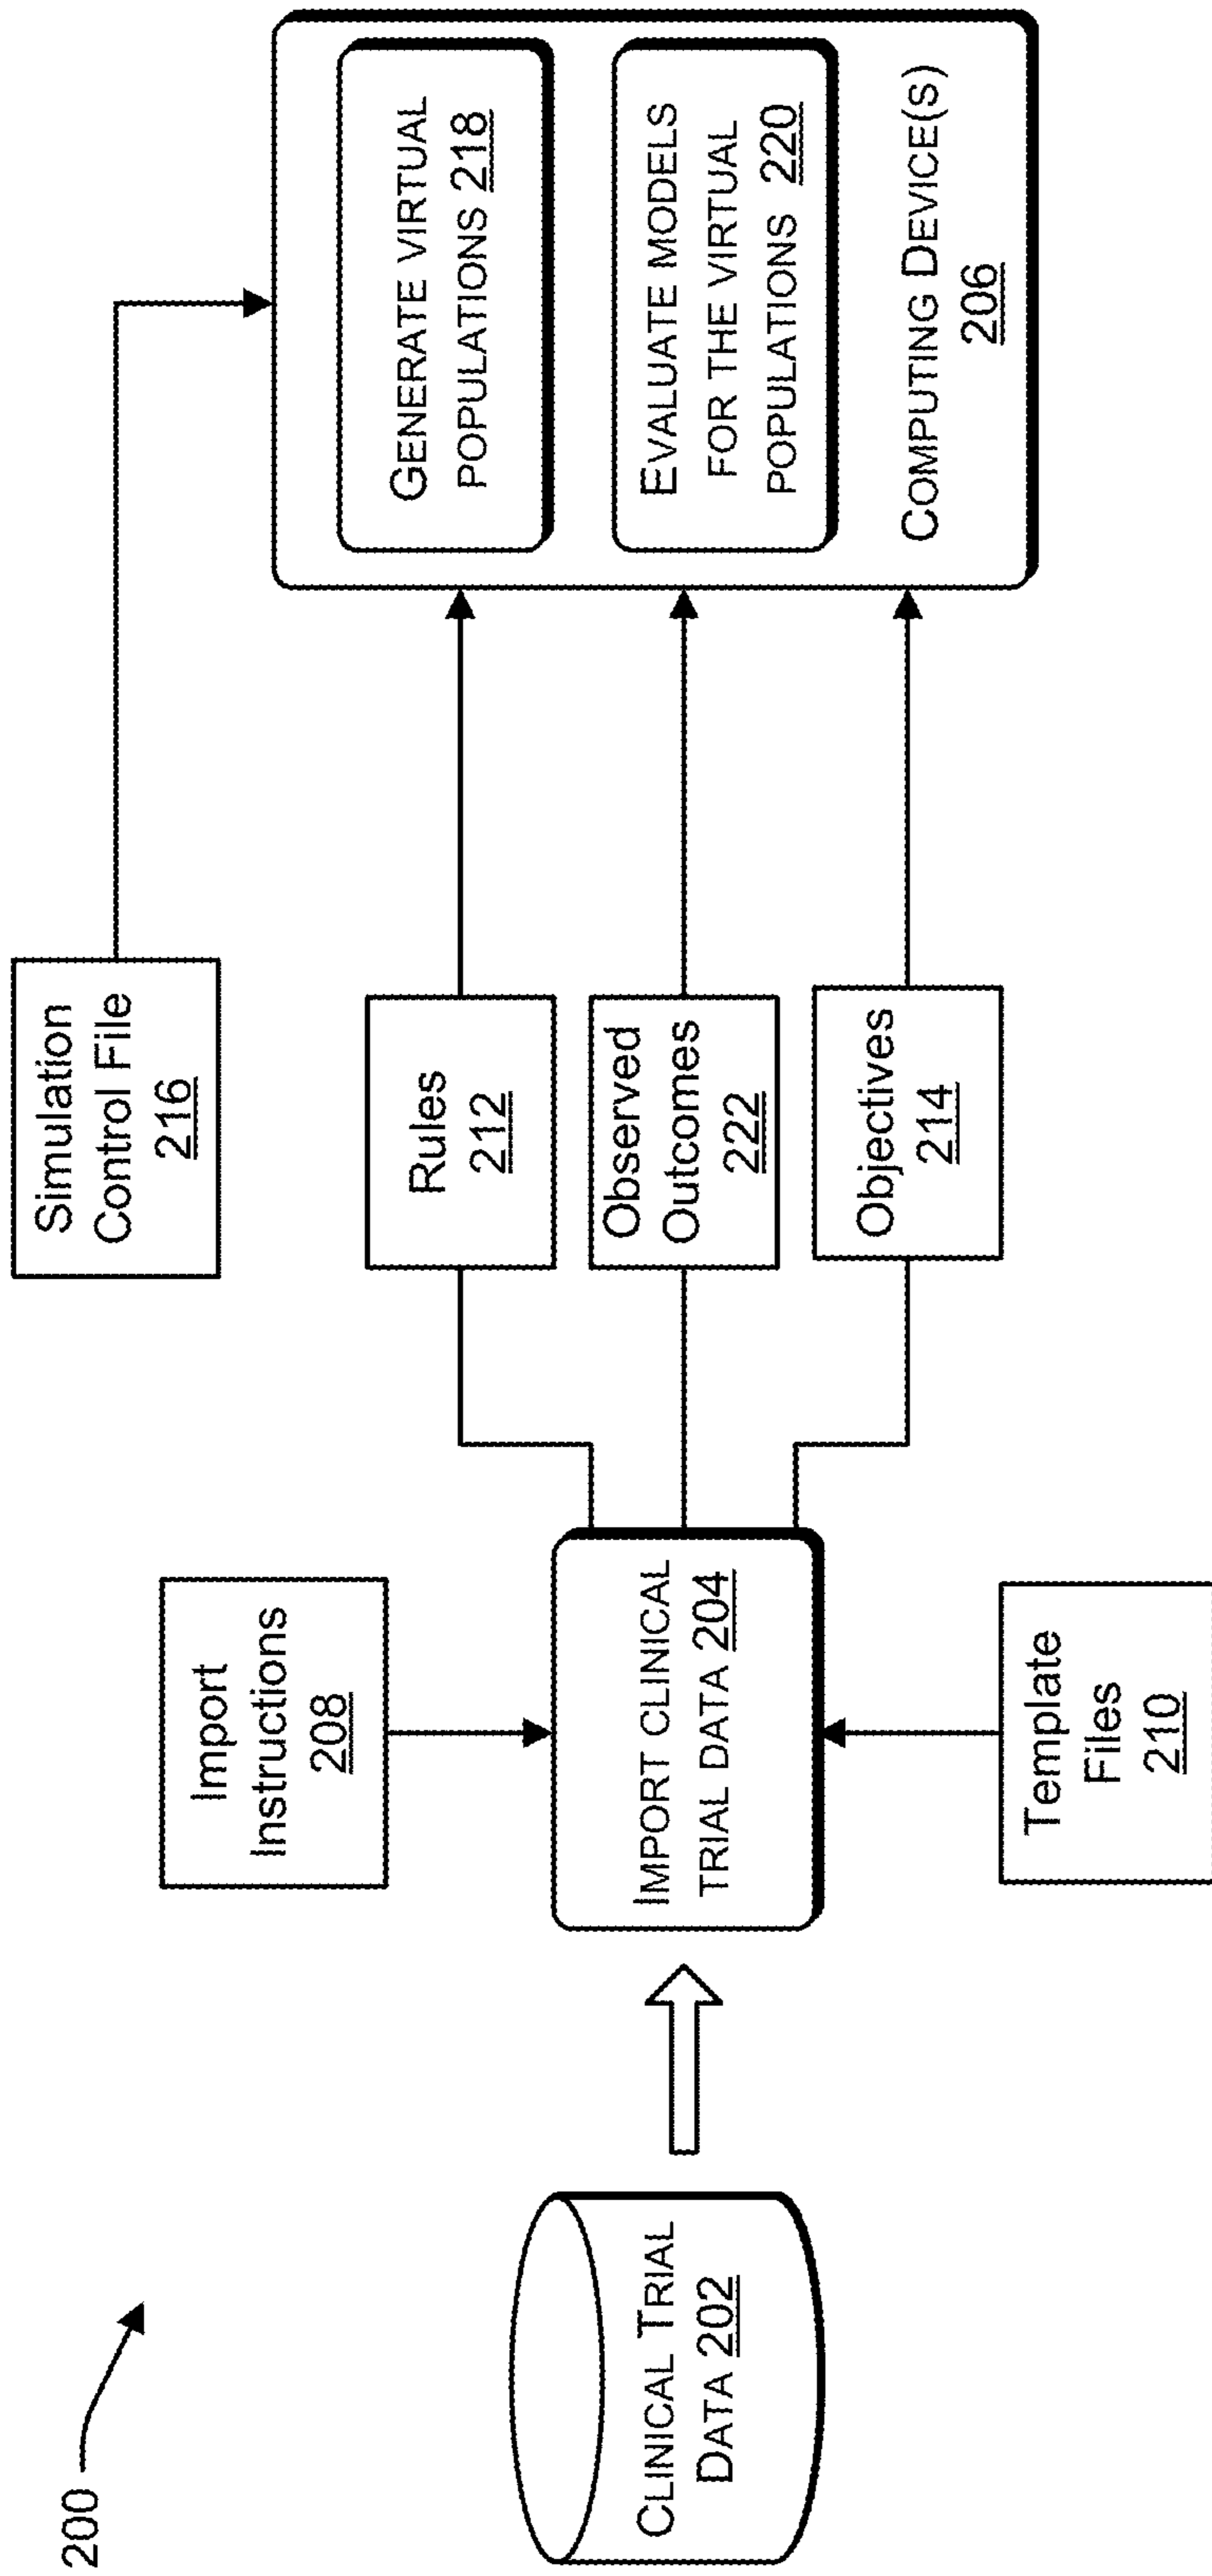 200
CLINICAL TRIAL
DATA 202
Import
Instructions
208
IMPORT CLINICAL
TRIAL DATA 204
Template
Files
210
Simulation
Control File
216
Rules
212
Observed
Outcomes
222
Objectives
214
GENERATE VIRTUAL
POPULATIONS 218
EVALUATE MODELS
FOR THE VIRTUAL
POPULATIONS 220
COMPUTING DEVICE(S)
206